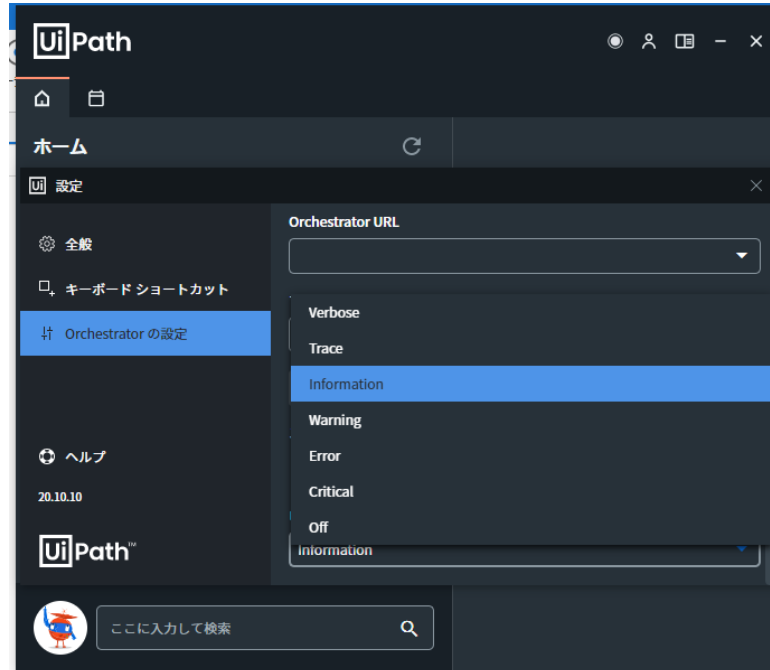 UiPath
ホーム
Ui 設定
Orchestrator URL
全般
キーボード ショートカット
Orchestrator の設定
Verbose
Trace
Information
Warning
Error
Critical
Off
Information
ヘルプ
20.10.10
UiPath™
ここに入力して検索